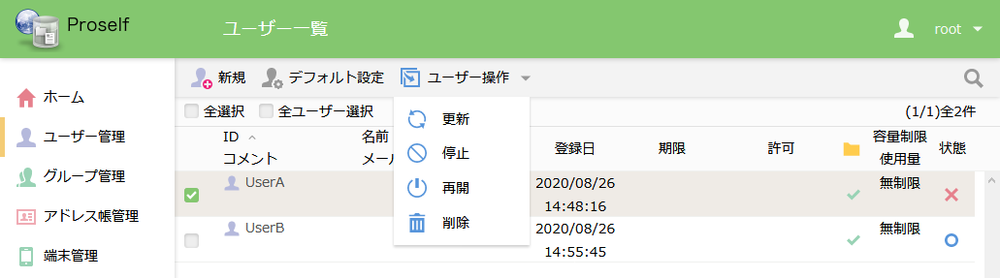 Proself
ユーザー一覧
root
ホーム
ユーザー管理
グループ管理
アドレス帳管理
端末管理
新規
デフォルト設定
ユーザー操作
全選択
全ユーザー選択
(1/1)全2件
更新
停止
再開
削除
ID
名前
コメント
メール
登録日
期限
許可
容量制限
使用量
状態
UserA
2020/08/26
14:48:16
無制限
UserB
2020/08/26
14:55:45
無制限